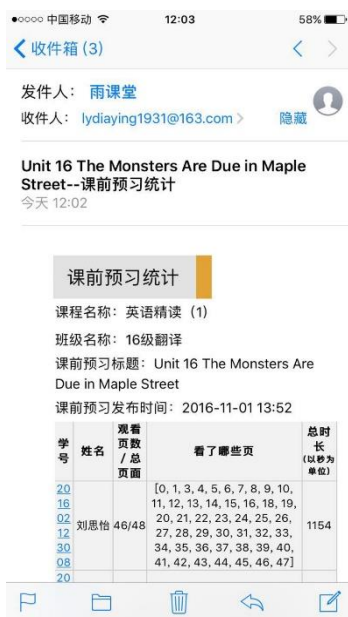 中国移动 12:03 58%
收件箱 (3)
发件人： 雨课堂
收件人： lydiaying1931@163.com 隐藏
Unit 16 The Monsters Are Due in Maple
Street--课前预习统计
今天 12:02
课前预习统计
课程名称：英语精读（1）
班级名称：16级翻译
课前预习标题：Unit 16 The Monsters Are
Due in Maple Street
课前预习发布时间：2016-11-01 13:52
学号
姓名
观看页数/总页面
看了哪些页
总时长(以秒为单位)
20
16
02
12
30
08
刘思怡
46/48
[0, 1, 3, 4, 5, 6, 7, 8, 9, 10,
11, 12, 13, 14, 15, 16, 18, 19,
20, 21, 22, 23, 24, 25, 26,
27, 28, 29, 30, 31, 32, 33,
34, 35, 36, 37, 38, 39, 40,
41, 42, 43, 44, 45, 46, 47]
1154
20